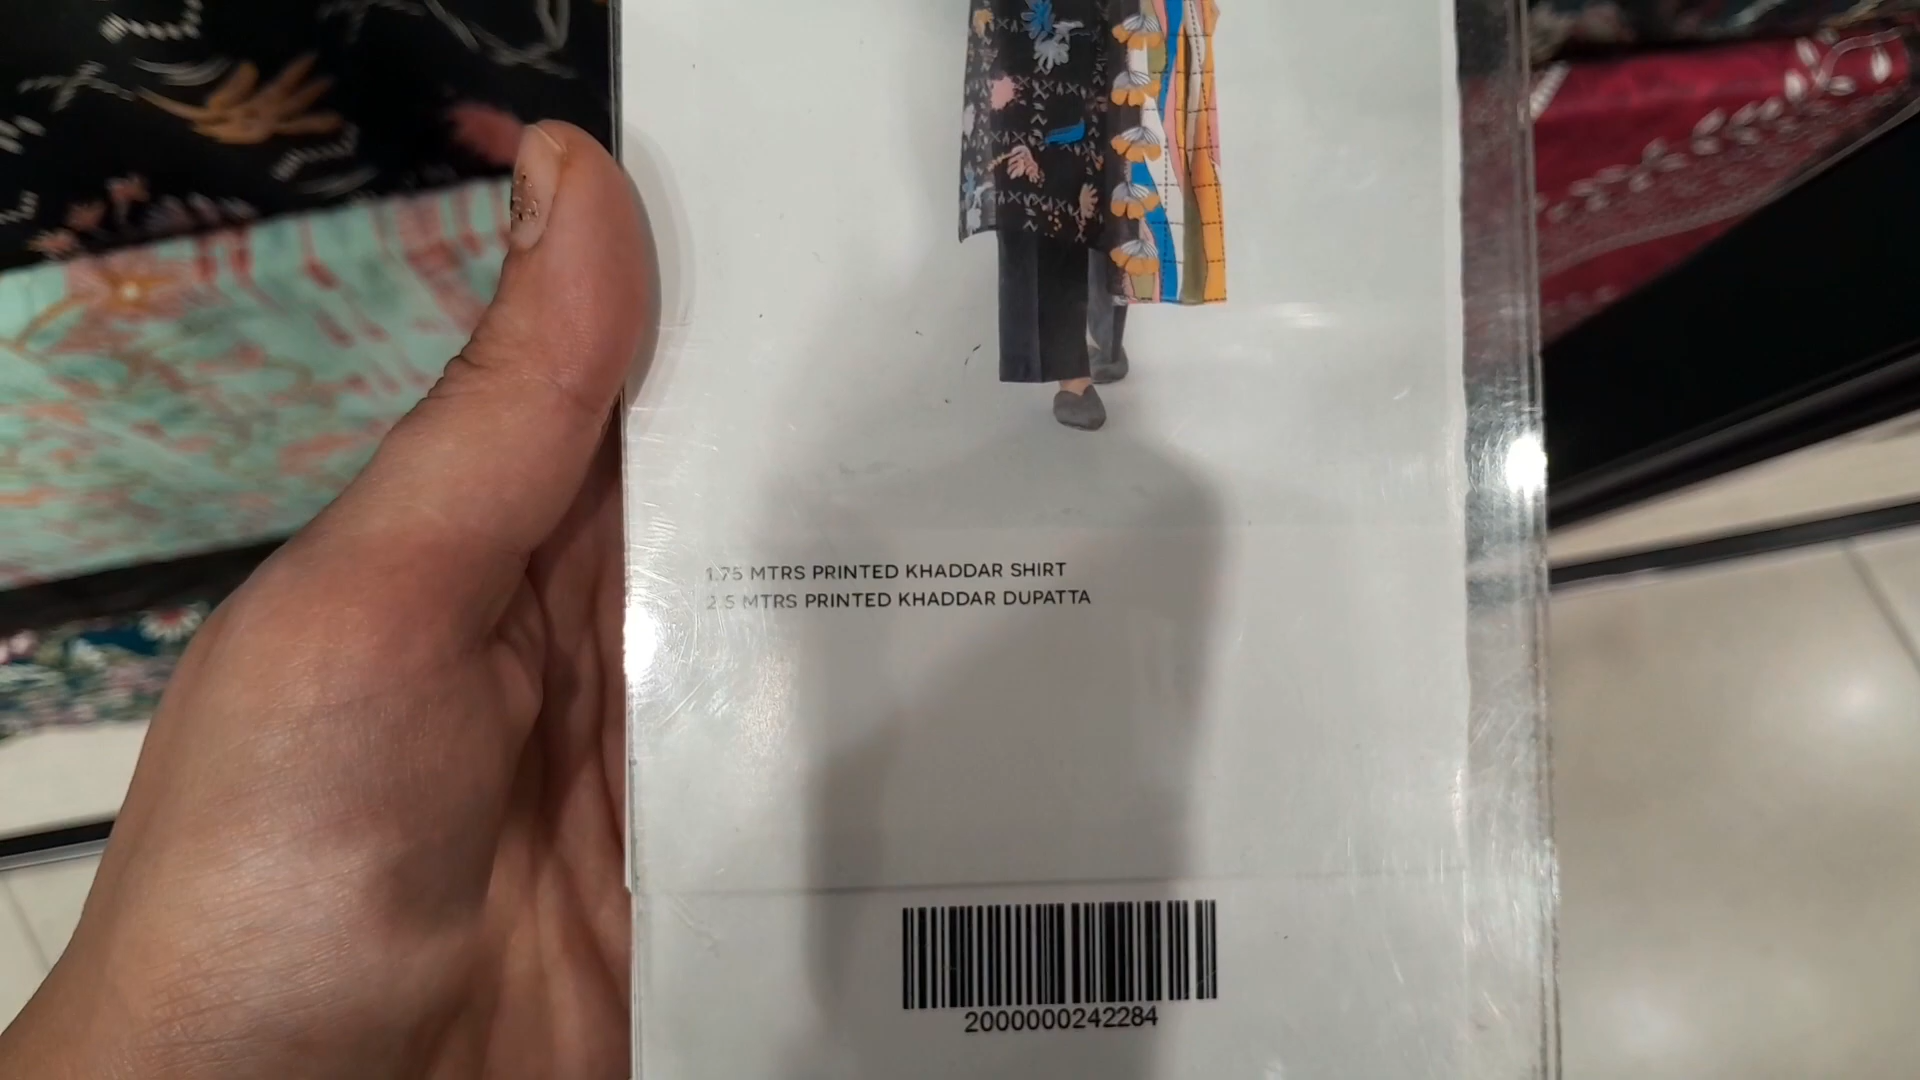 1.75 MTRS PRINTED KHADDAR SHIRT
2.5 MTRS PRINTED KHADDAR DUPATTA
2000000242284